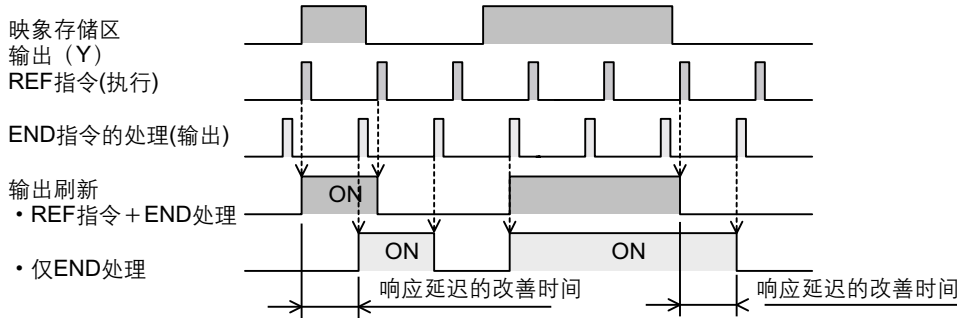 映象存储区
输出（Y）
REF指令(执行)
END指令的处理(输出)
输出刷新
・REF指令＋END处理
ON
・仅END处理
ON
ON
响应延迟的改善时间
响应延迟的改善时间